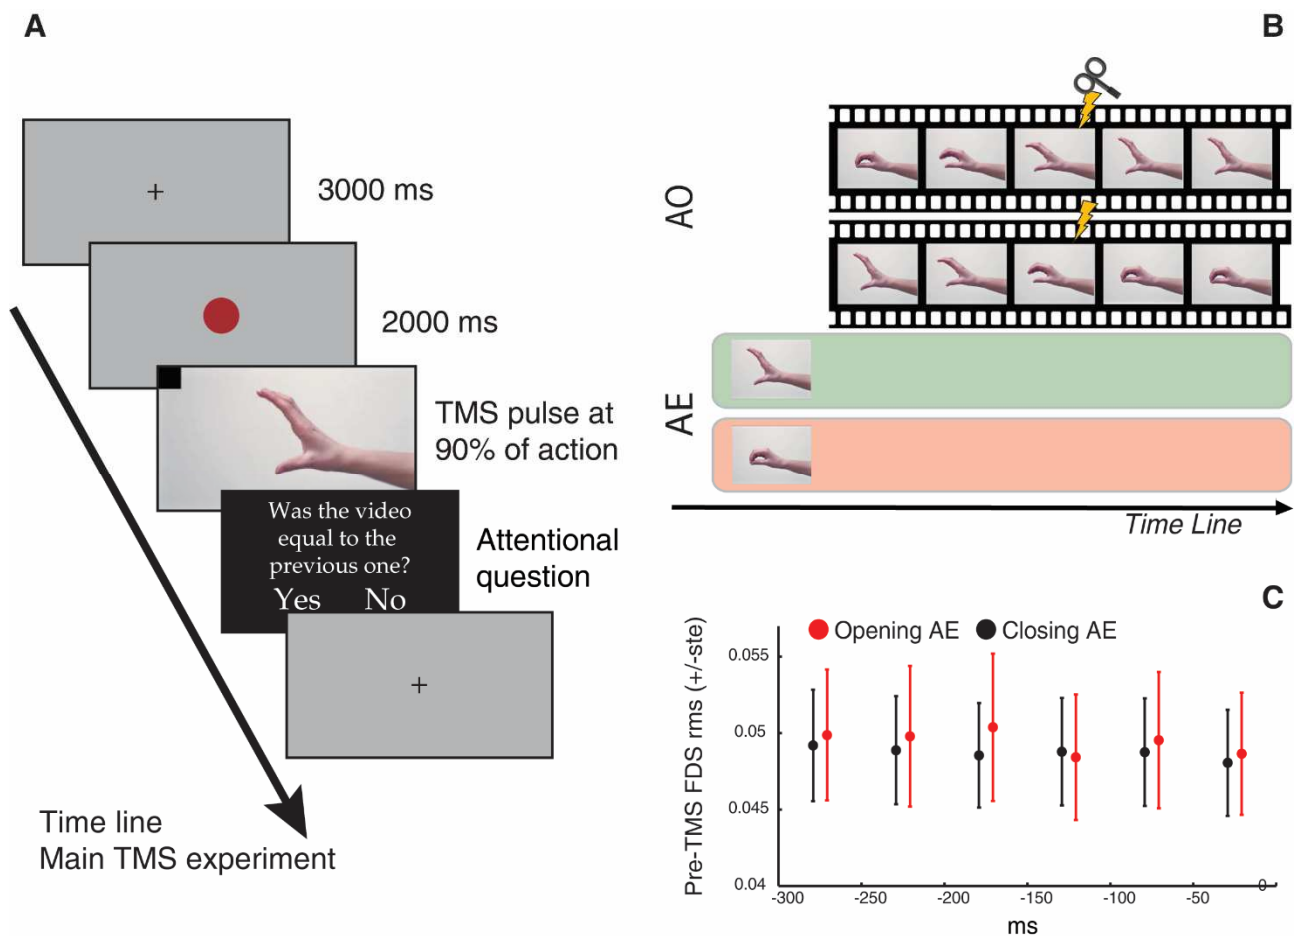 A
3000 ms
2000 ms
TMS pulse at
90% of action
Was the video
equal to the
previous one?
Yes No
Attentional
question
Time line
Main TMS experiment
B
AO
AE
Time Line
C
Opening AE Closing AE
Pre-TMS FDS rms (+/-ste)
0.055
0.05
0.045
0.04
-300 -250 -200 -150 -100 -50 0
ms